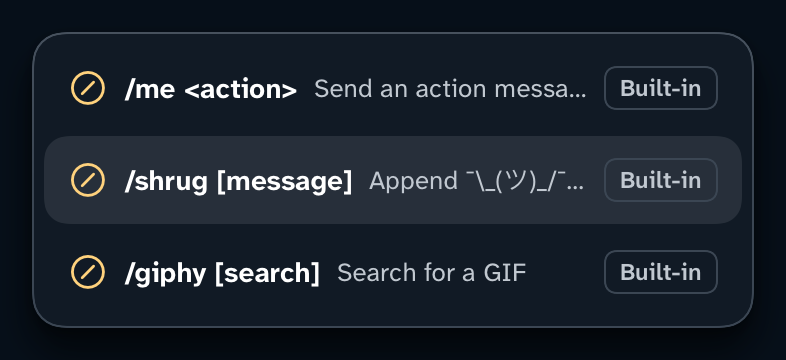 /me <action> Send an action messa... Built-in
/shrug [message] Append ¯\_(ツ)_/¯... Built-in
/giphy [search] Search for a GIF Built-in